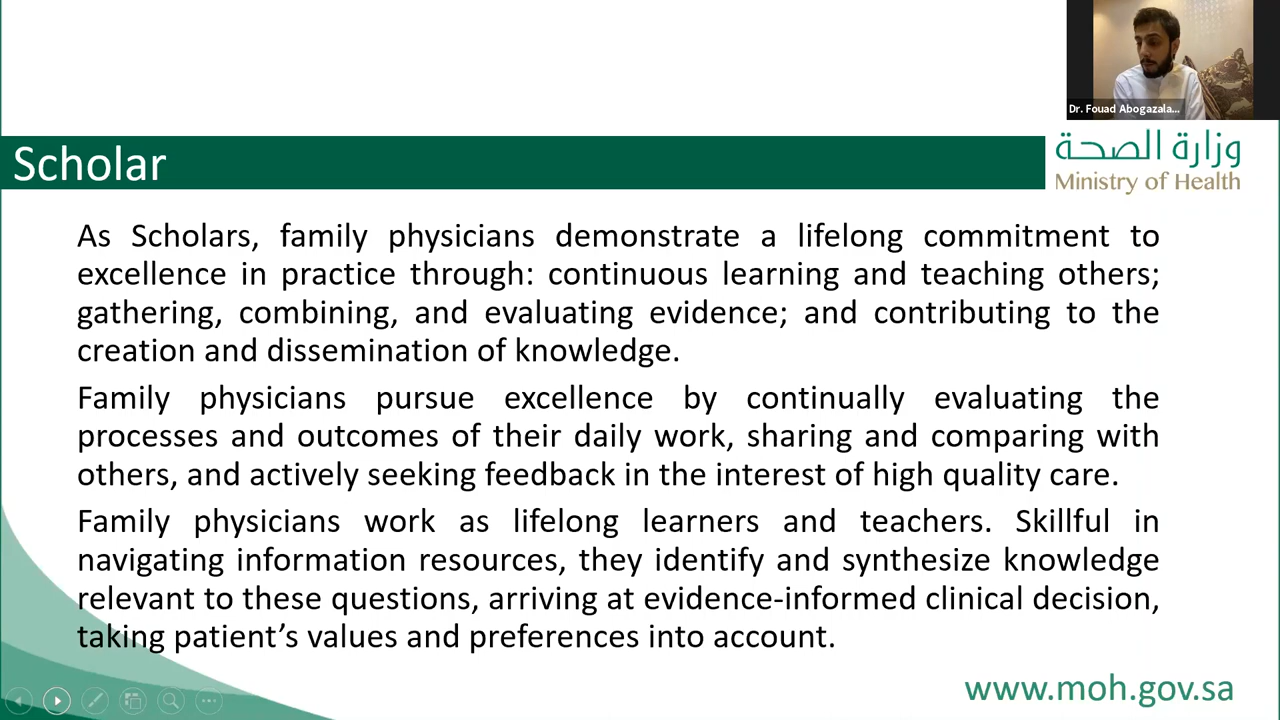 Dr. Fouad Abogazala...
Scholar
وزارة الصحة
Ministry of Health
As Scholars, family physicians demonstrate a lifelong commitment to
excellence in practice through: continuous learning and teaching others;
gathering, combining, and evaluating evidence; and contributing to the
creation and dissemination of knowledge.
Family physicians pursue excellence by continually evaluating the
processes and outcomes of their daily work, sharing and comparing with
others, and actively seeking feedback in the interest of high quality care.
Family physicians work as lifelong learners and teachers. Skillful in
navigating information resources, they identify and synthesize knowledge
relevant to these questions, arriving at evidence-informed clinical decision,
taking patient’s values and preferences into account.
www.moh.gov.sa